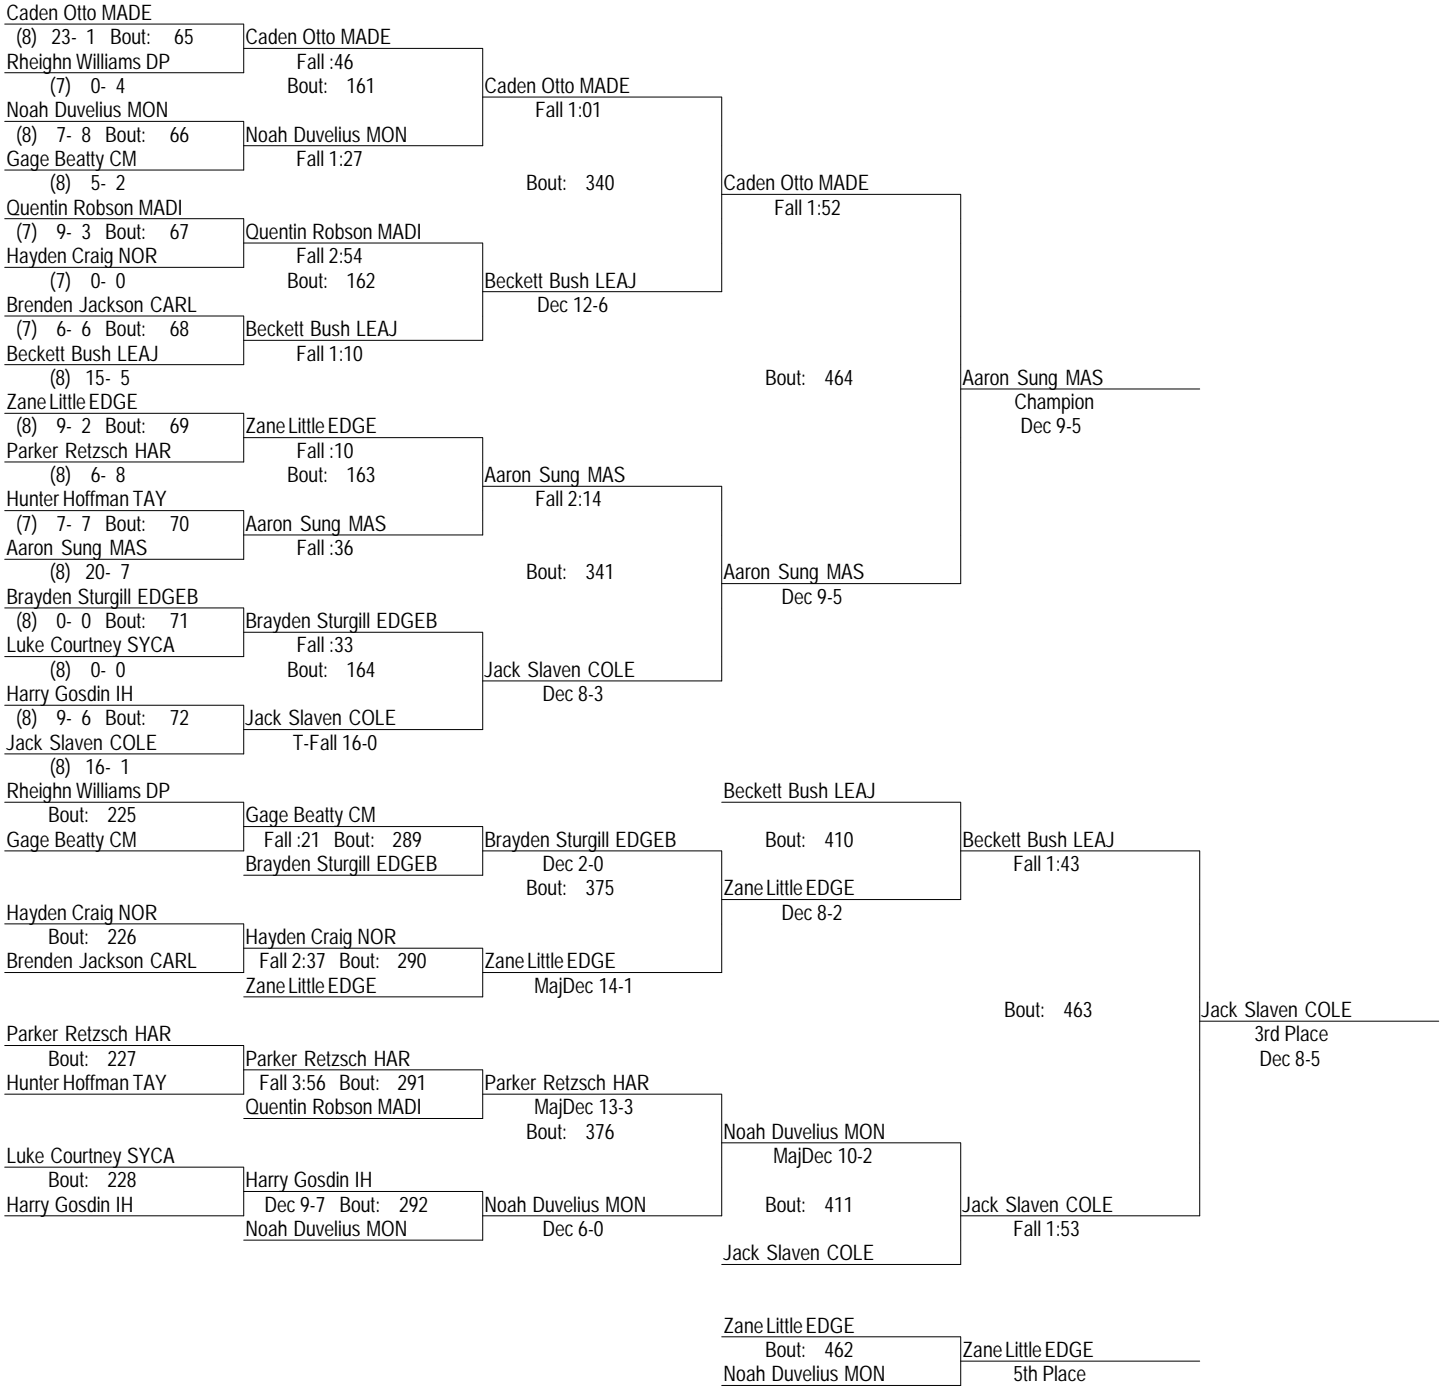 Caden Otto MADE
(8) 23- 1 Bout: 65 Caden Otto MADE
Rheighn Williams DP Fall :46
(7) 0- 4 Bout: 161 Caden Otto MADE
Noah Duvelius MON Fall 1:01
(8) 7- 8 Bout: 66 Noah Duvelius MON
Gage Beatty CM Fall 1:27
(8) 5- 2 Bout: 340 Caden Otto MADE
Quentin Robson MADI Fall 1:52
(7) 9- 3 Bout: 67 Quentin Robson MADI
Hayden Craig NOR Fall 2:54
(7) 0- 0 Bout: 162 Beckett Bush LEAJ
Brenden Jackson CARL Dec 12-6
(7) 6- 6 Bout: 68 Beckett Bush LEAJ
Beckett Bush LEAJ Fall 1:10
(8) 15- 5 Bout: 464 Aaron Sung MAS
Zane Little EDGE Champion
(8) 9- 2 Bout: 69 Zane Little EDGE Dec 9-5
Parker Retzsch HAR Fall :10
(8) 6- 8 Bout: 163 Aaron Sung MAS
Hunter Hoffman TAY Fall 2:14
(7) 7- 7 Bout: 70 Aaron Sung MAS
Aaron Sung MAS Fall :36
(8) 20- 7 Bout: 341 Aaron Sung MAS
Brayden Sturgill EDGEB Dec 9-5
(8) 0- 0 Bout: 71 Brayden Sturgill EDGEB
Luke Courtney SYCA Fall :33
(8) 0- 0 Bout: 164 Jack Slaven COLE
Harry Gosdin IH Dec 8-3
(8) 9- 6 Bout: 72 Jack Slaven COLE
Jack Slaven COLE T-Fall 16-0
(8) 16- 1
Rheighn Williams DP Beckett Bush LEAJ
Bout: 225 Gage Beatty CM
Gage Beatty CM Fall :21 Bout: 289 Brayden Sturgill EDGEB Bout: 410 Beckett Bush LEAJ
Brayden Sturgill EDGEB Dec 2-0 Fall 1:43
Bout: 375 Zane Little EDGE
Hayden Craig NOR Dec 8-2
Bout: 226 Hayden Craig NOR
Brenden Jackson CARL Fall 2:37 Bout: 290 Zane Little EDGE
Zane Little EDGE MajDec 14-1
Bout: 463 Jack Slaven COLE
Parker Retzsch HAR 3rd Place
Bout: 227 Parker Retzsch HAR Dec 8-5
Hunter Hoffman TAY Fall 3:56 Bout: 291 Parker Retzsch HAR
Quentin Robson MADI MajDec 13-3
Bout: 376 Noah Duvelius MON
Luke Courtney SYCA MajDec 10-2
Bout: 228 Harry Gosdin IH
Harry Gosdin IH Dec 9-7 Bout: 292 Noah Duvelius MON Bout: 411 Jack Slaven COLE
Noah Duvelius MON Dec 6-0 Fall 1:53
Jack Slaven COLE
Zane Little EDGE
Bout: 462 Zane Little EDGE
Noah Duvelius MON 5th Place